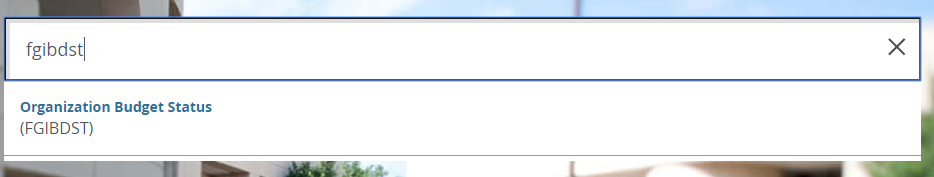 fgibdst
Organization Budget Status
(FGIBDST)